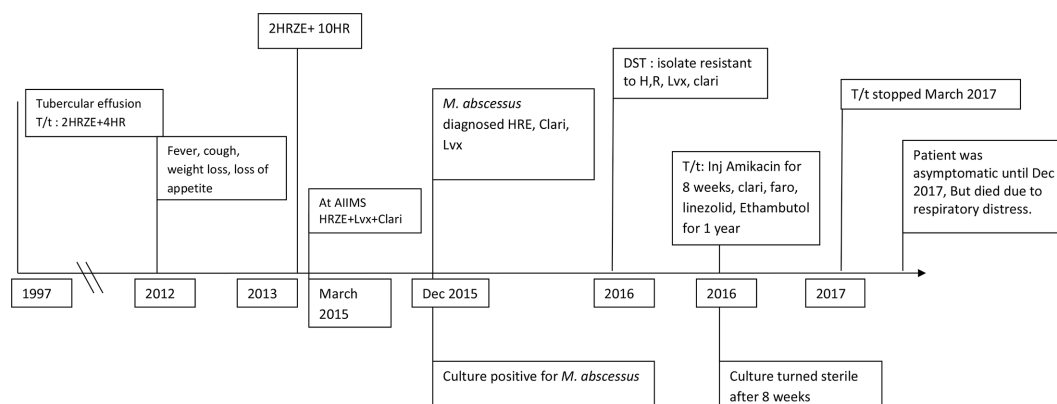 2HRZE+ 10HR
Tubercular effusion
T/t : 2HRZE+4HR
Fever, cough,
weight loss, loss of
appetite
At AIIMS
HRZE+Lvx+Clari
M. abscessus
diagnosed HRE, Clari,
Lvx
DST : isolate resistant
to H,R, Lvx, clari
T/t: Inj Amikacin for
8 weeks, clari, faro,
linezolid, Ethambutol
for 1 year
T/t stopped March 2017
Patient was
asymptomatic until Dec
2017, But died due to
respiratory distress.
1997
2012
2013
March
2015
Dec 2015
2016
2016
2017
Culture positive for M. abscessus
Culture turned sterile
after 8 weeks